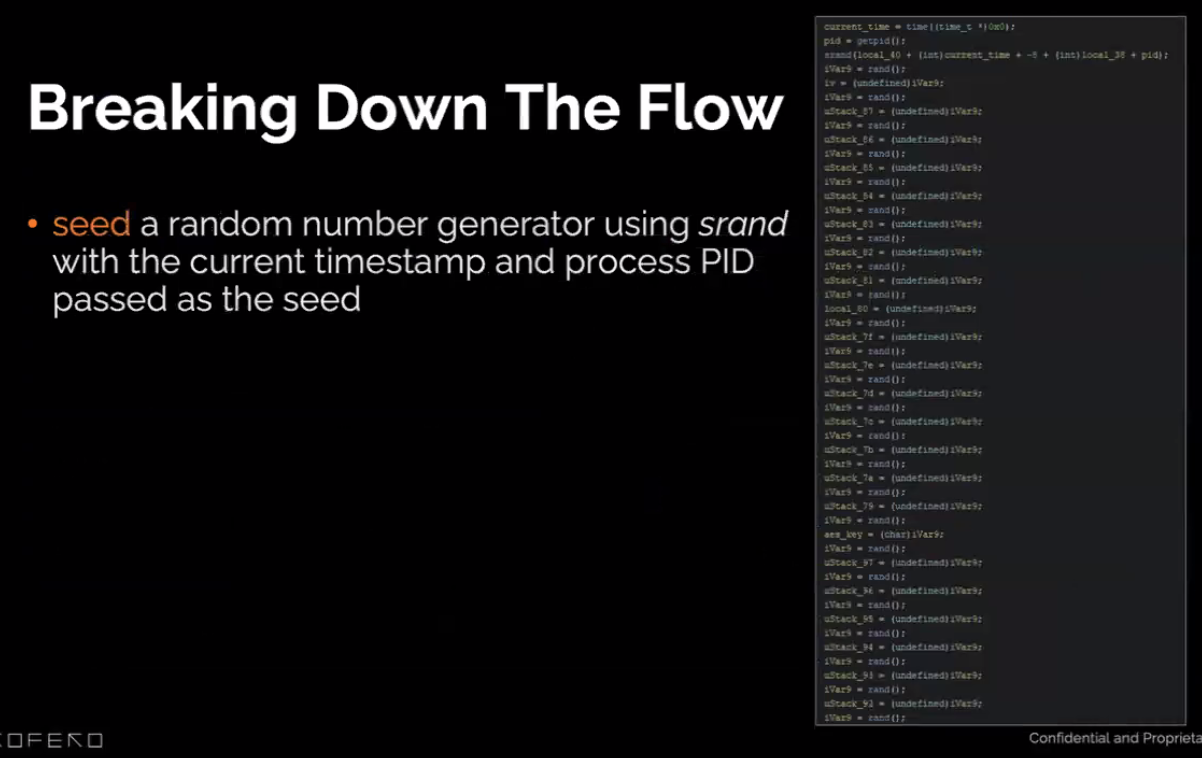 Breaking Down The Flow
• seed a random number generator using srand
with the current timestamp and process PID
passed as the seed
current_time = time((time_t *)0x0);
pid = getpid();
srand(local_40 + (int)current_time + -8 + (int)local_38 + pid);
iVar9 = rand();
iv = (undefined)iVar9;
iVar9 = rand();
uStack_87 = (undefined)iVar9;
iVar9 = rand();
uStack_86 = (undefined)iVar9;
iVar9 = rand();
uStack_85 = (undefined)iVar9;
iVar9 = rand();
uStack_84 = (undefined)iVar9;
iVar9 = rand();
uStack_83 = (undefined)iVar9;
iVar9 = rand();
uStack_82 = (undefined)iVar9;
iVar9 = rand();
uStack_81 = (undefined)iVar9;
iVar9 = rand();
local_80 = (undefined)iVar9;
iVar9 = rand();
uStack_7f = (undefined)iVar9;
iVar9 = rand();
uStack_7e = (undefined)iVar9;
iVar9 = rand();
uStack_7d = (undefined)iVar9;
iVar9 = rand();
uStack_7c = (undefined)iVar9;
iVar9 = rand();
uStack_7b = (undefined)iVar9;
iVar9 = rand();
uStack_7a = (undefined)iVar9;
iVar9 = rand();
uStack_79 = (undefined)iVar9;
iVar9 = rand();
aes_key = (char)iVar9;
iVar9 = rand();
uStack_97 = (undefined)iVar9;
iVar9 = rand();
uStack_96 = (undefined)iVar9;
iVar9 = rand();
uStack_95 = (undefined)iVar9;
iVar9 = rand();
uStack_94 = (undefined)iVar9;
iVar9 = rand();
uStack_93 = (undefined)iVar9;
iVar9 = rand();
uStack_92 = (undefined)iVar9;
iVar9 = rand();
Confidential and Proprieta